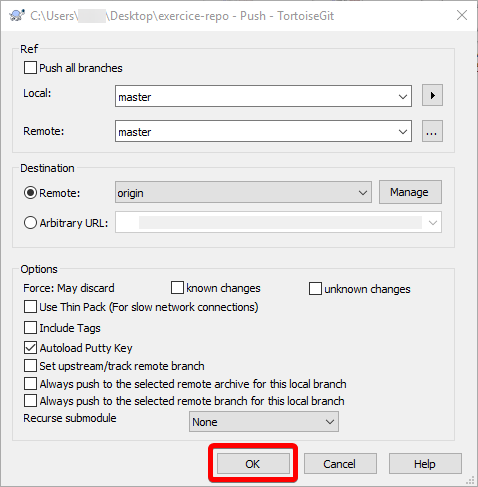 C:\Users\ \Desktop\exercice-repo - Push - TortoiseGit
Ref
Push all branches
Local: master
Remote: master
...
Destination
Remote: origin Manage
Arbitrary URL:
Options
Force: May discard known changes unknown changes
Use Thin Pack (For slow network connections)
Include Tags
Autoload Putty Key
Set upstream/track remote branch
Always push to the selected remote archive for this local branch
Always push to the selected remote branch for this local branch
Recurse submodule None
OK Cancel Help